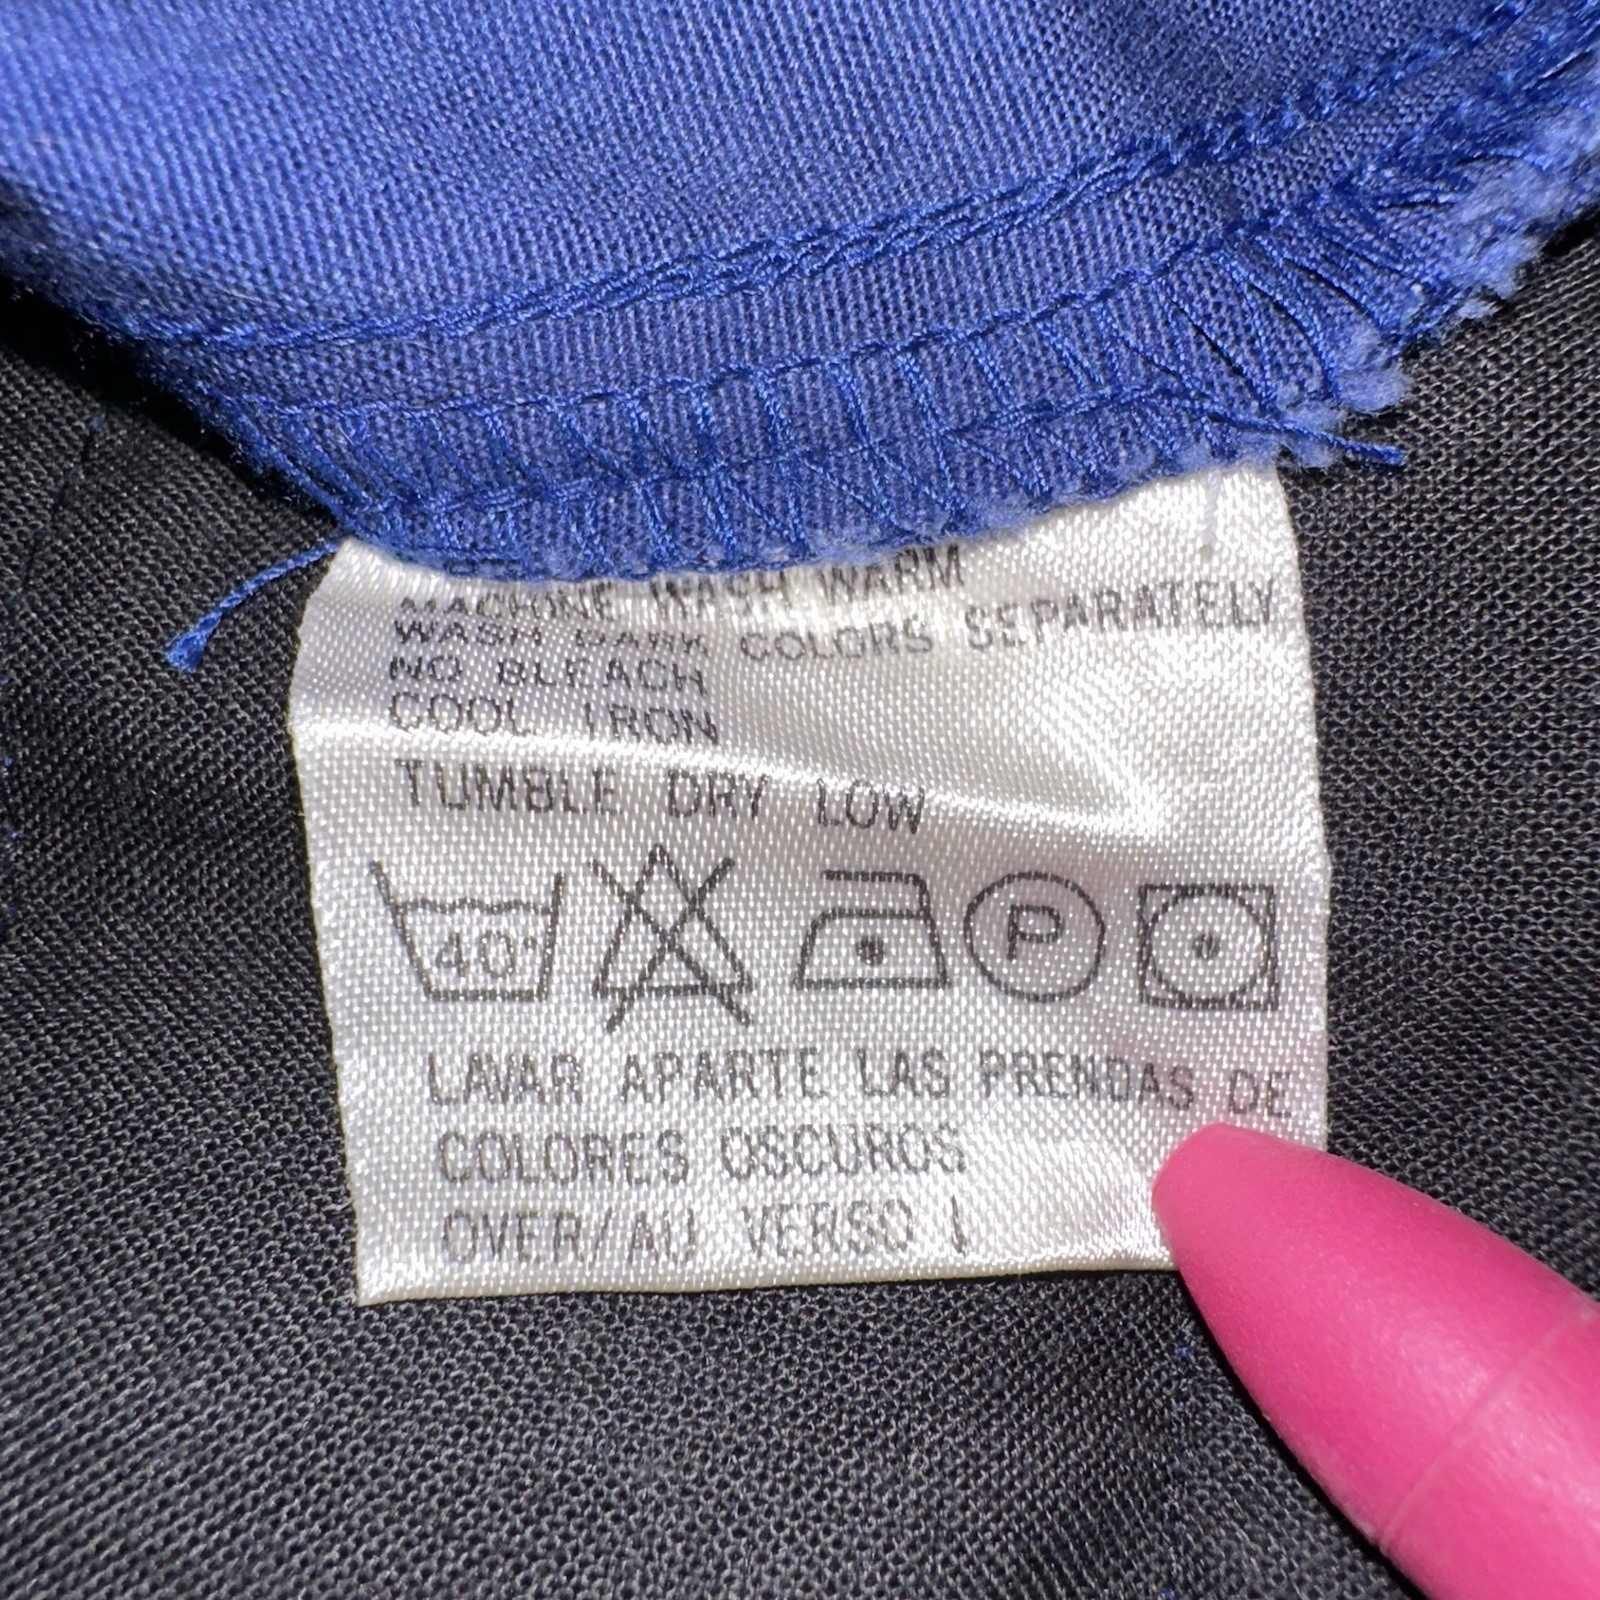 MACHINE WASH WARM
WASH DARK COLORS SEPARATELY
NO BLEACH
COOL IRON
TUMBLE DRY LOW
40°
P
LAVAR APARTE LAS PRENDAS DE
COLORES OSCUROS
OVER/AU VERSO